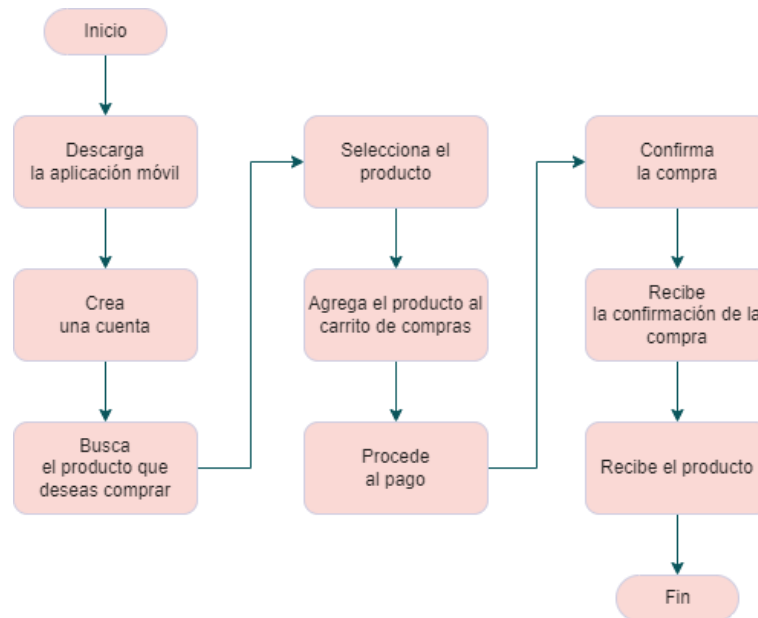 Inicio
Descarga
la aplicación móvil
Crea
una cuenta
Busca
el producto que
deseas comprar
Selecciona el
producto
Agrega el producto al
carrito de compras
Procede
al pago
Confirma
la compra
Recibe
la confirmación de la
compra
Recibe el producto
Fin